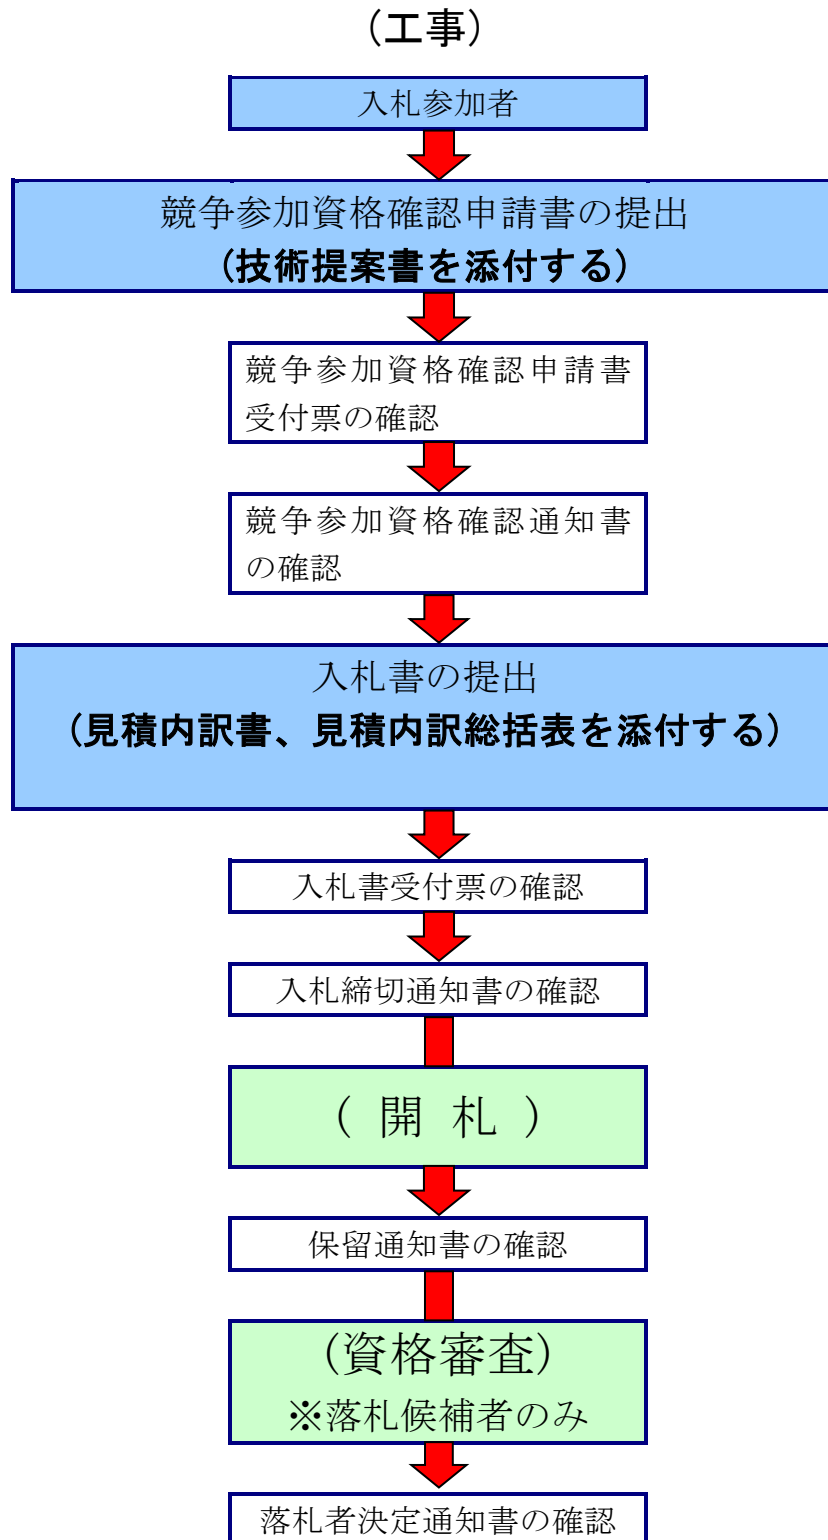 （工事）
入札参加者
競争参加資格確認申請書の提出
（技術提案書を添付する）
競争参加資格確認申請書
受付票の確認
競争参加資格確認通知書
の確認
入札書の提出
（見積内訳書、見積内訳総括表を添付する）
入札書受付票の確認
入札締切通知書の確認
（ 開 札 ）
保留通知書の確認
（資格審査）
※落札候補者のみ
落札者決定通知書の確認